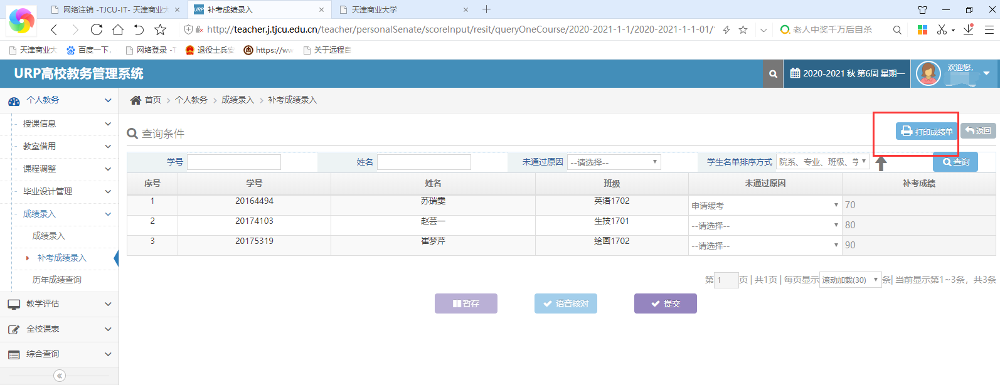 网络注销 -TJCU-IT- 天津商业大
URP 补考成绩录入
天津商业大学
http://teacher.j.tjcu.edu.cn/teacher/personalSenate/scoreInput/resit/queryOneCourse/2020-2021-1-1/2020-2021-1-1-01/1
老人中奖千万后自杀
天津商业大
百度一下,
网络登录 -T
退役士兵安
https://ww
关于远程自
URP高校教务管理系统
2020-2021 秋 第6周 星期一
欢迎您,
个人教务
授课信息
教室借用
课程调整
毕业设计管理
成绩录入
成绩录入
补考成绩录入
历年成绩查询
教学评估
全校课表
综合查询
首页 > 个人教务 > 成绩录入 > 补考成绩录入
查询条件
打印成绩单
返回
学号
姓名
未通过原因 --请选择--
学生名单排序方式 院系、专业、班级、学
查询
序号 学号 姓名 班级 未通过原因 补考成绩
1 20164494 苏瑞雯 英语1702 申请缓考 70
2 20174103 赵芸一 生技1701 --请选择-- 80
3 20175319 崔梦芹 绘画1702 --请选择-- 90
第 1 页 | 共1页 | 每页显示 滚动加载(30) 条| 当前显示第1~3条，共3条
暂存
语音核对
提交